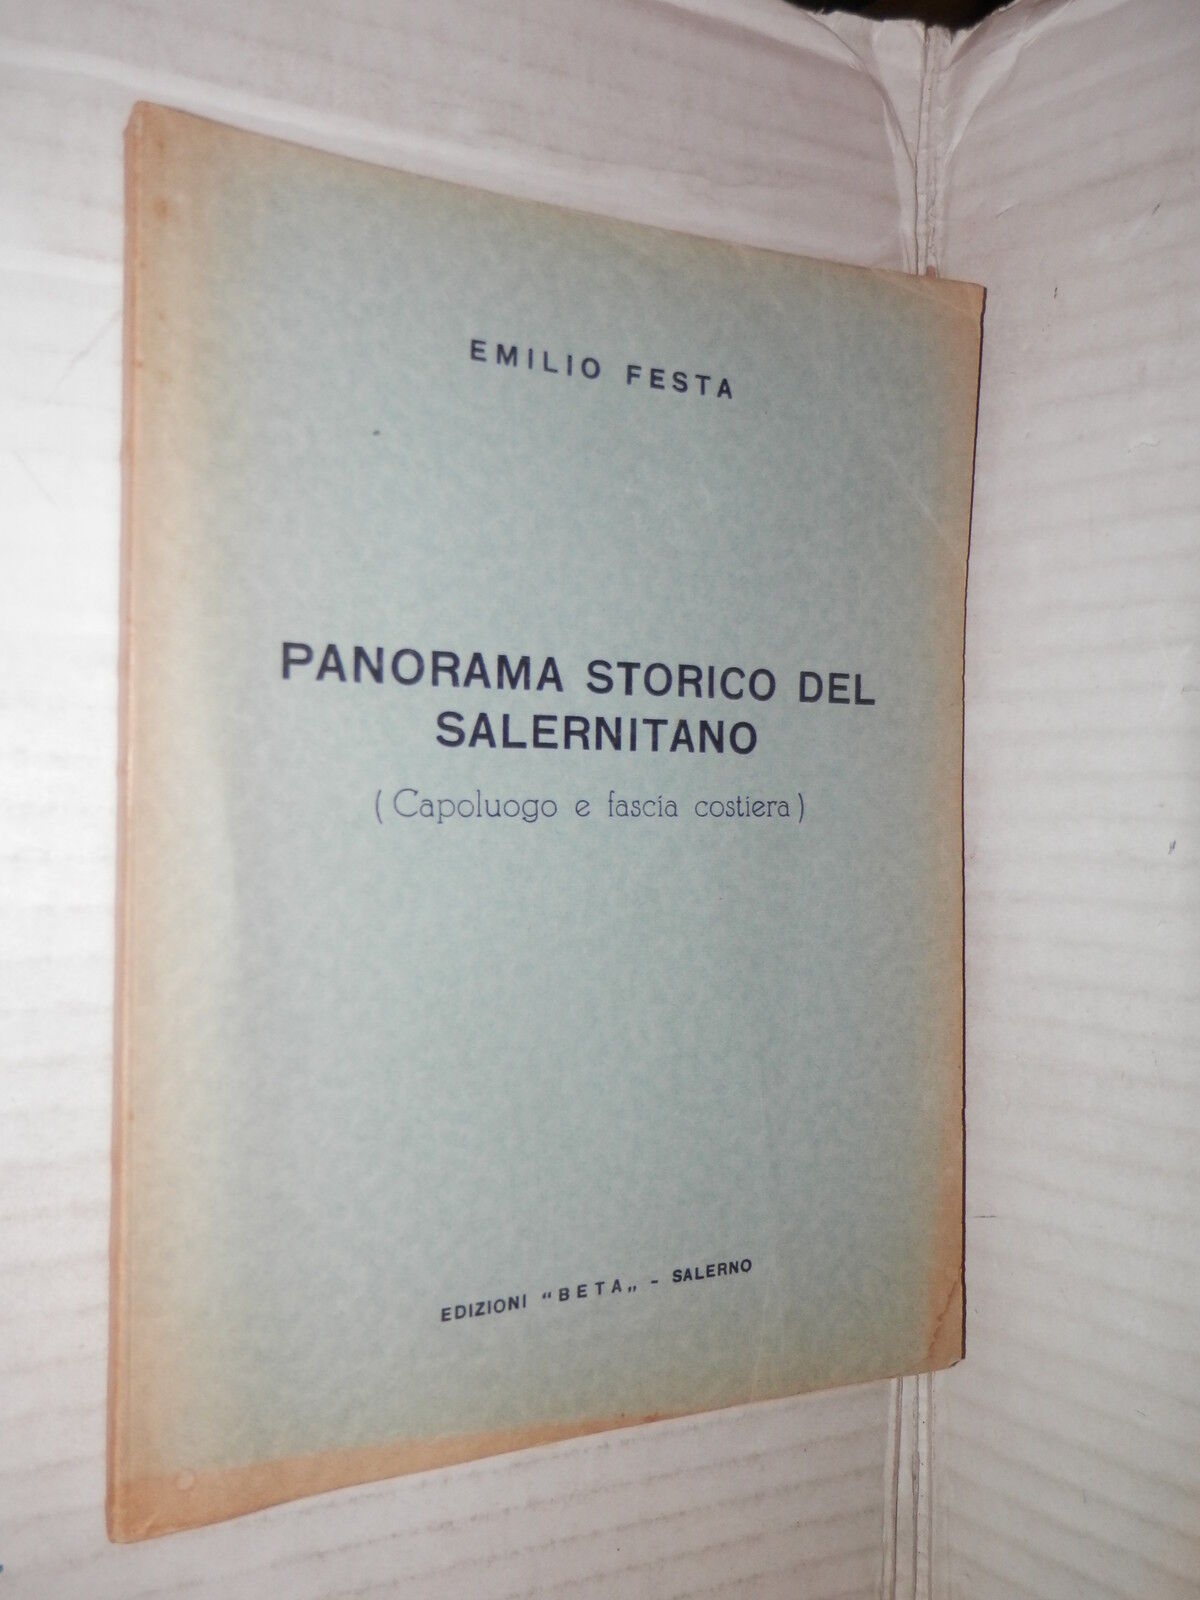 EMILIO FESTA
PANORAMA STORICO DEL
SALERNITANO
(Capoluogo e fascia costiera)
EDIZIONI “BETA„ - SALERNO